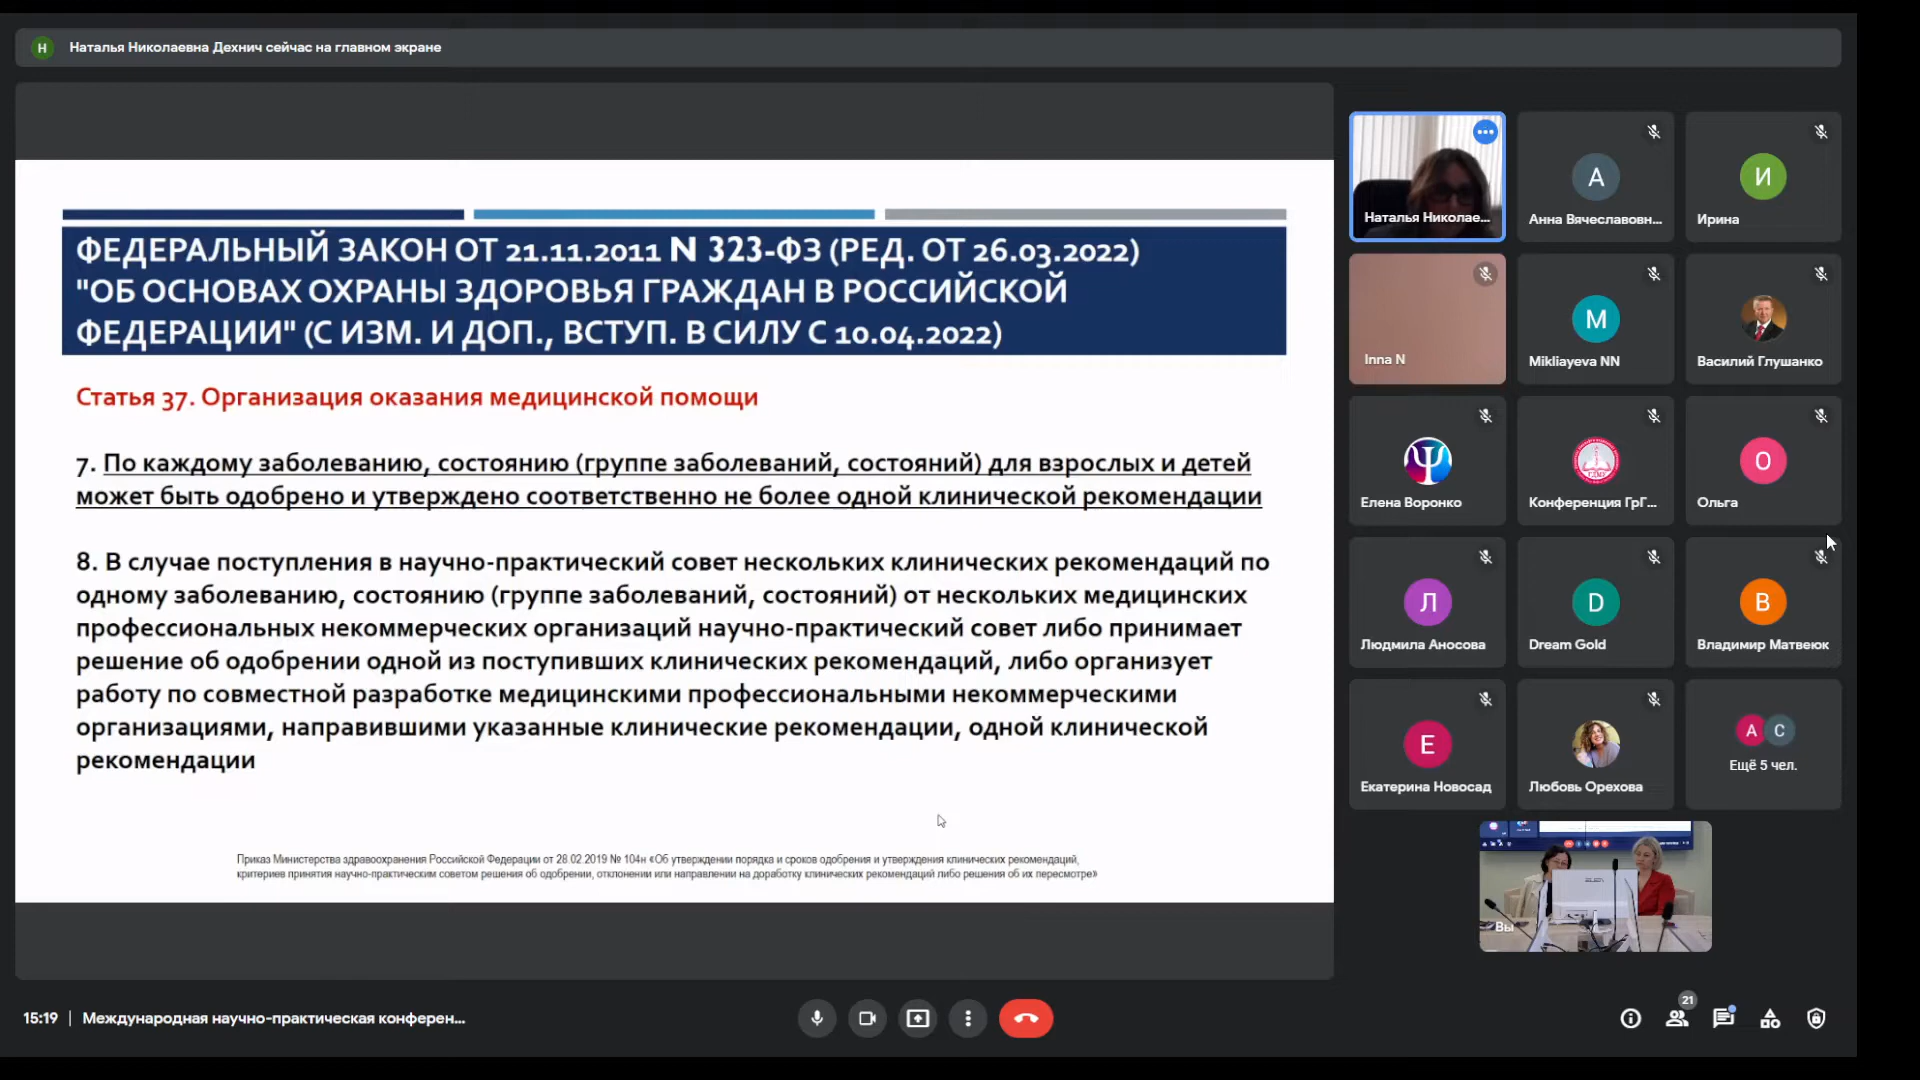 Н
Наталья Николаевна Дехнич сейчас на главном экране
ФЕДЕРАЛЬНЫЙ ЗАКОН ОТ 21.11.2011 N 323-ФЗ (РЕД. ОТ 26.03.2022)
"ОБ ОСНОВАХ ОХРАНЫ ЗДОРОВЬЯ ГРАЖДАН В РОССИЙСКОЙ
ФЕДЕРАЦИИ" (С ИЗМ. И ДОП., ВСТУП. В СИЛУ С 10.04.2022)
Статья 37. Организация оказания медицинской помощи
7. По каждому заболеванию, состоянию (группе заболеваний, состояний) для взрослых и детей
может быть одобрено и утверждено соответственно не более одной клинической рекомендации
8. В случае поступления в научно-практический совет нескольких клинических рекомендаций по
одному заболеванию, состоянию (группе заболеваний, состояний) от нескольких медицинских
профессиональных некоммерческих организаций научно-практический совет либо принимает
решение об одобрении одной из поступивших клинических рекомендаций, либо организует
работу по совместной разработке медицинскими профессиональными некоммерческими
организациями, направившими указанные клинические рекомендации, одной клинической
рекомендации
Приказ Министерства здравоохранения Российской Федерации от 28.02.2019 № 104н «Об утверждении порядка и сроков одобрения и утверждения клинических рекомендаций,
критериев принятия научно-практическим советом решения об одобрении, отклонении или направлении на доработку клинических рекомендаций либо решения об их пересмотре»
Наталья Николае...
А
Анна Вячеславовн...
И
Ирина
Inna N
M
Mikliayeva NN
Василий Глушанко
Ψ
Елена Воронко
Конференция ГрГ...
О
Ольга
Л
Людмила Аносова
D
Dream Gold
В
Владимир Матвеюк
Е
Екатерина Новосад
Любовь Орехова
А С
Ещё 5 чел.
Вы
15:19 | Международная научно-практическая конферен...
21